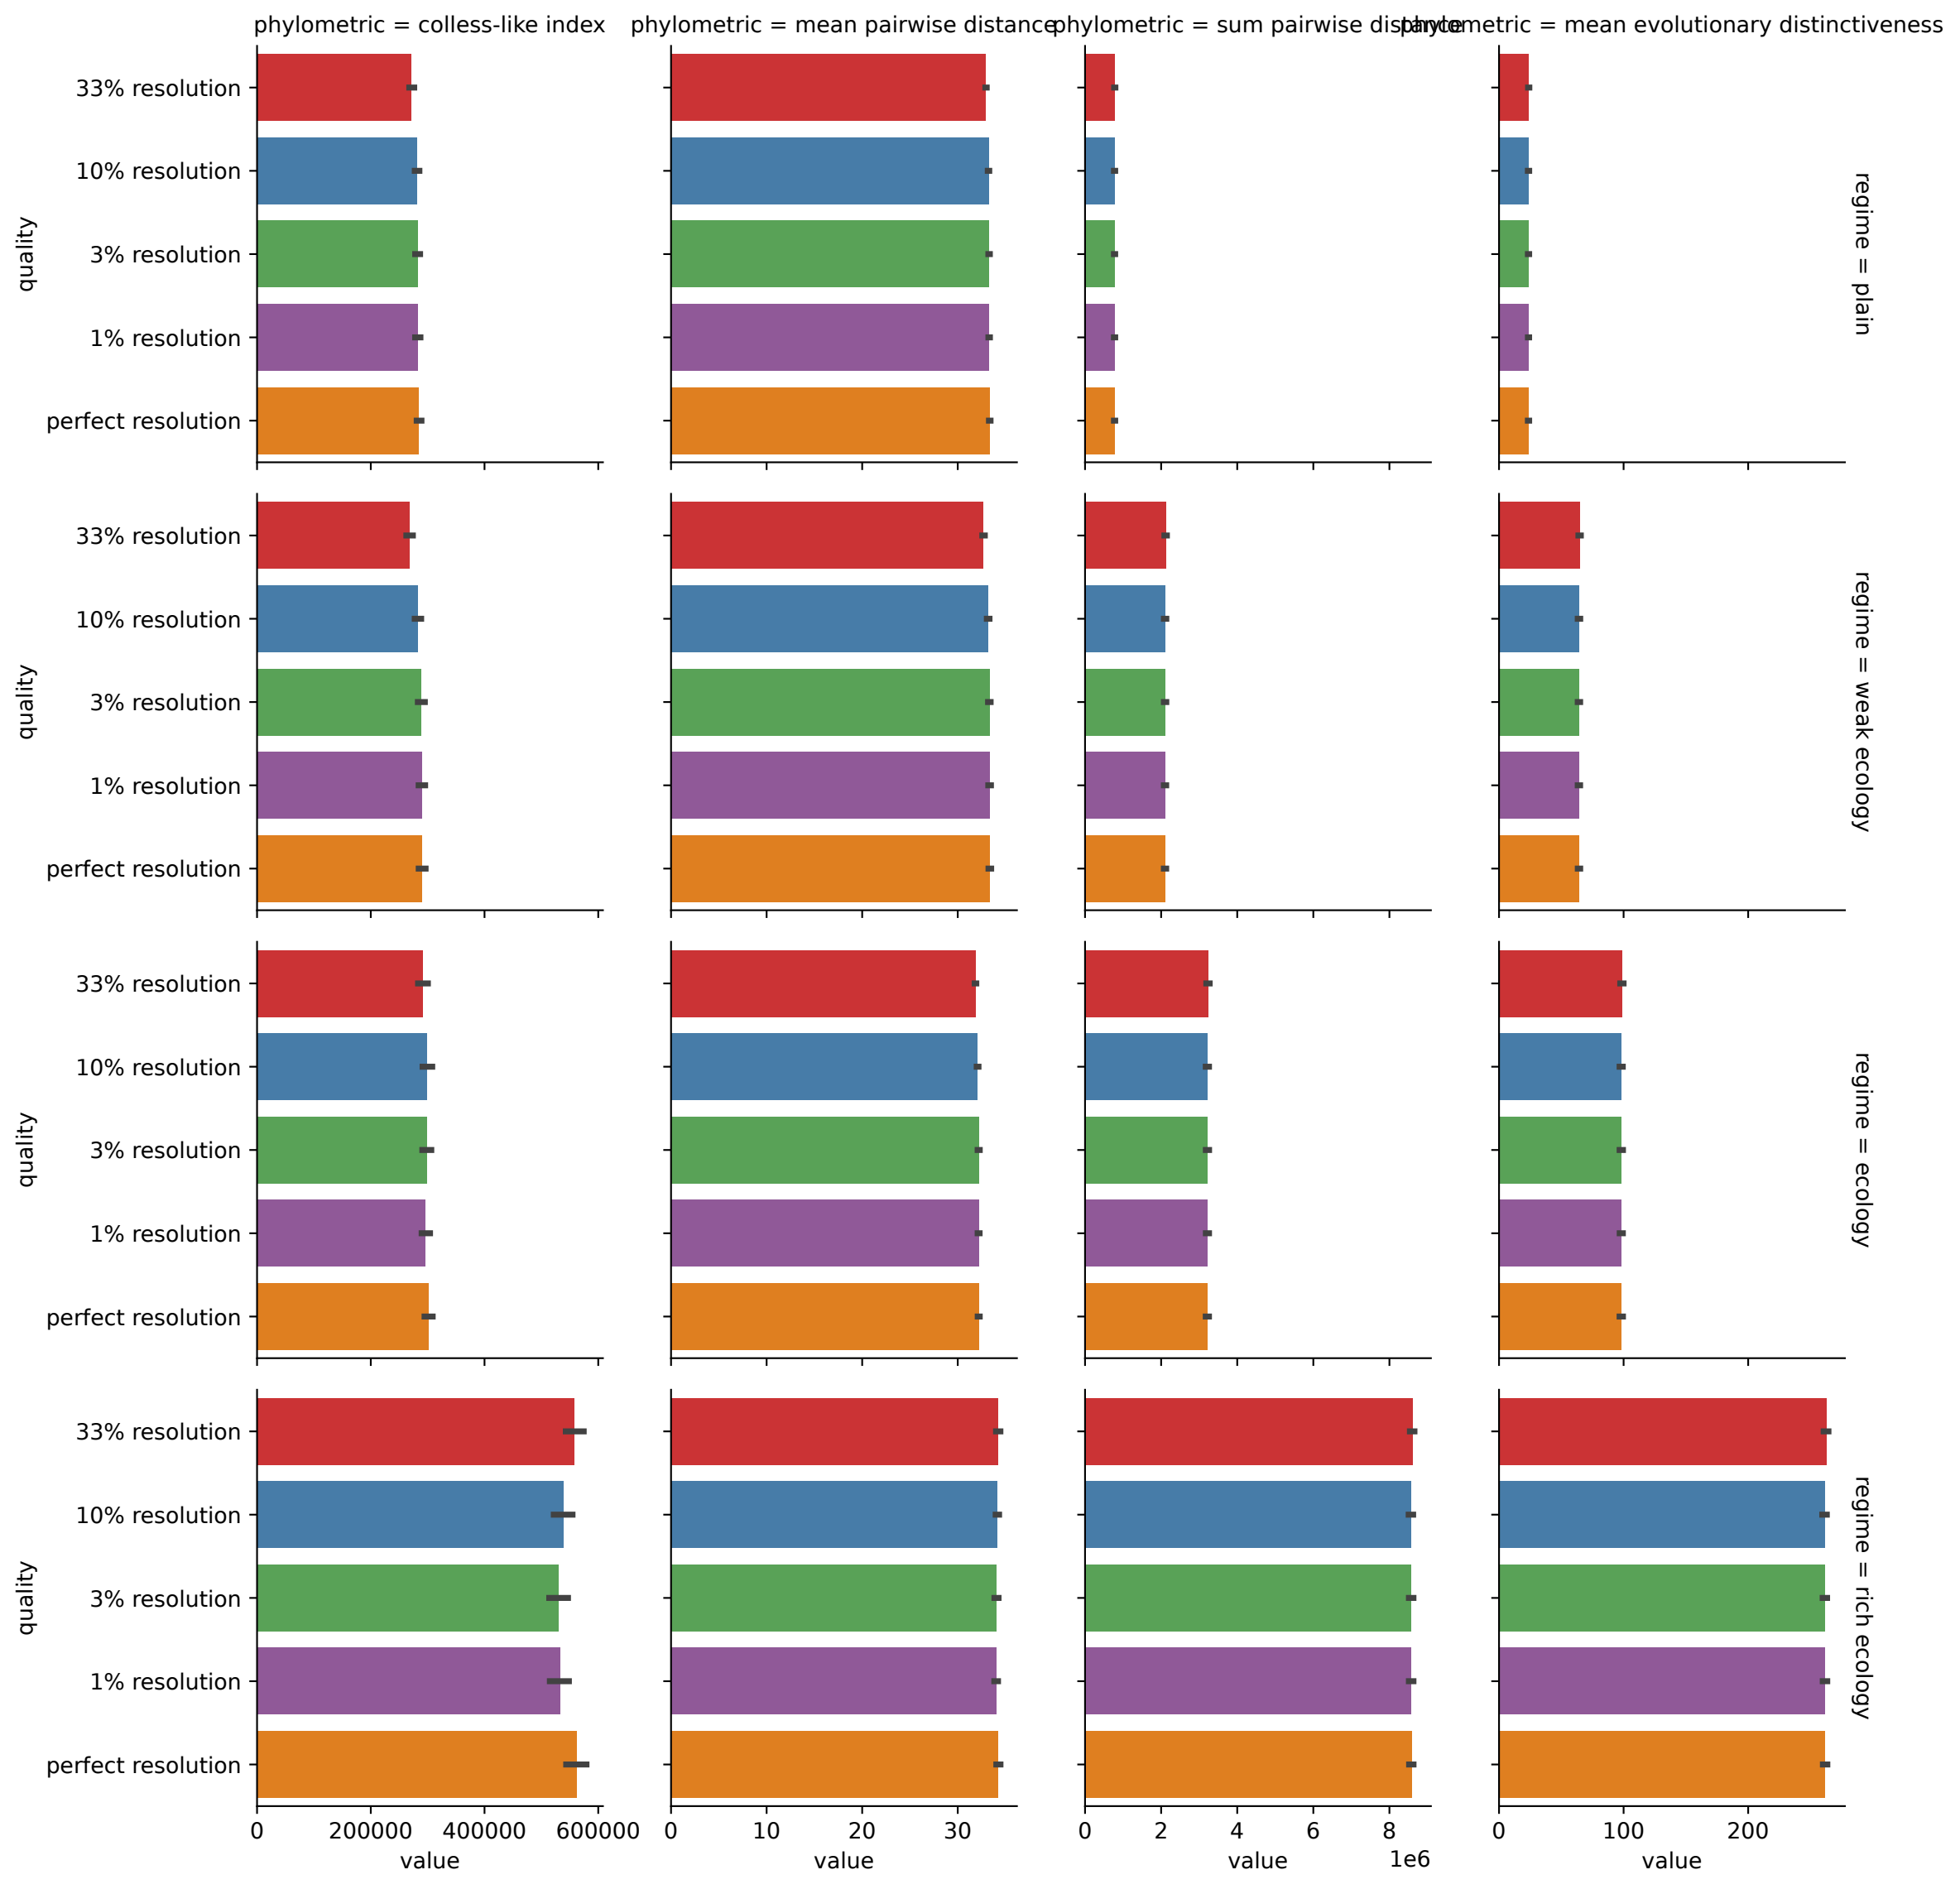 phylometric = colless-like index
phylometric = mean pairwise distance
phylometric = sum pairwise distance
phylometric = mean evolutionary distinctiveness
quality
33% resolution
10% resolution
3% resolution
1% resolution
perfect resolution
regime = plain
quality
33% resolution
10% resolution
3% resolution
1% resolution
perfect resolution
regime = weak ecology
quality
33% resolution
10% resolution
3% resolution
1% resolution
perfect resolution
regime = ecology
quality
33% resolution
10% resolution
3% resolution
1% resolution
perfect resolution
regime = rich ecology
0 200000 400000 600000
0 10 20 30
0 2 4 6 8
0 100 200
1e6
value
value
value
value